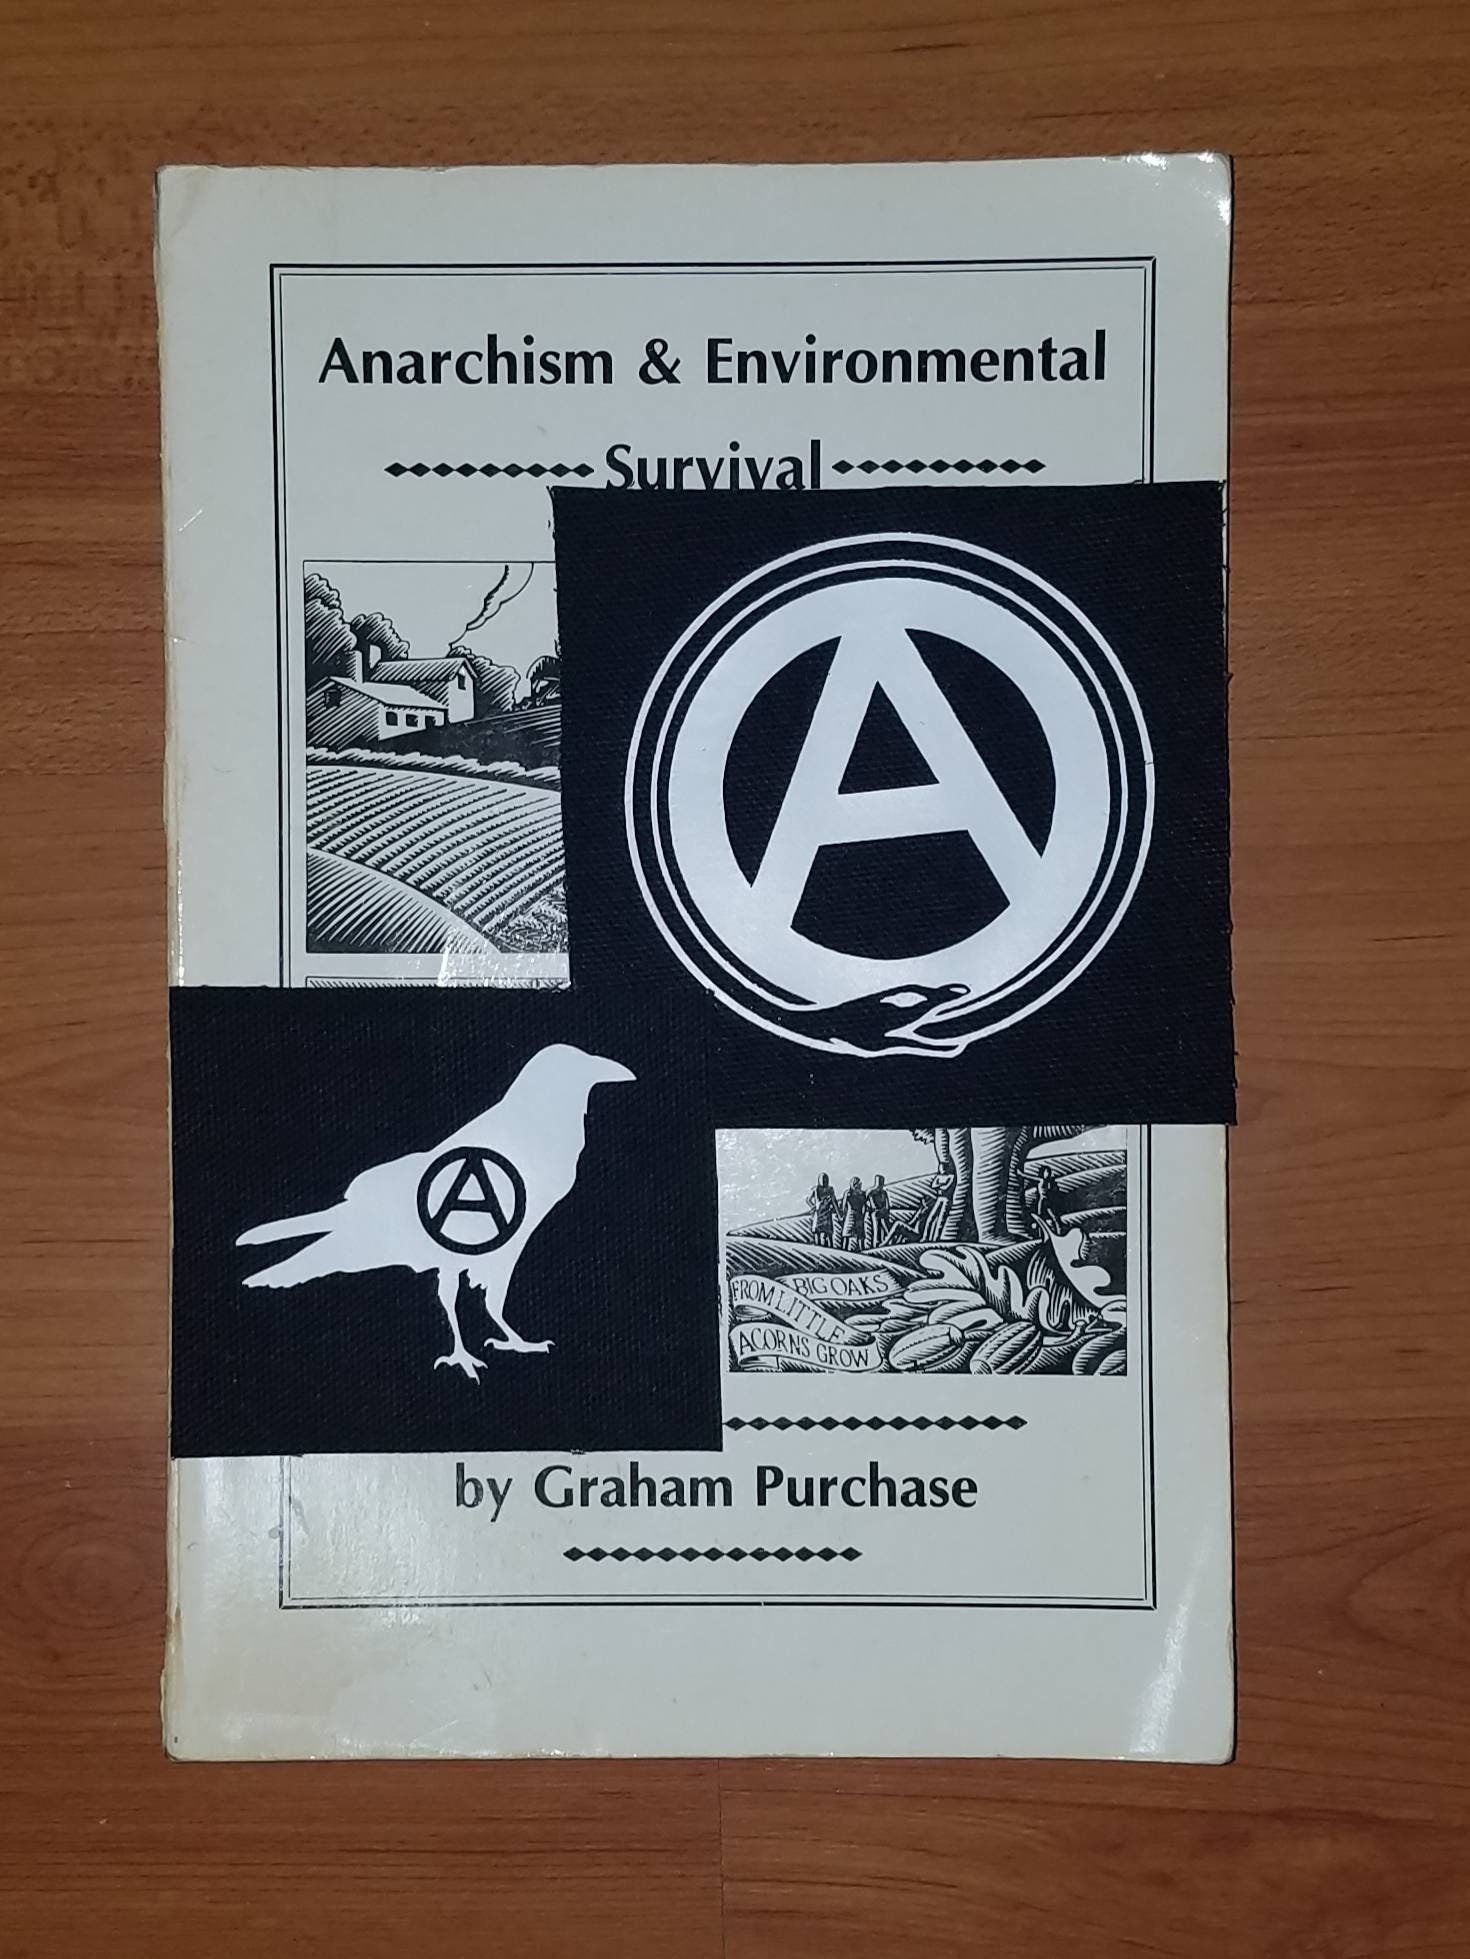 Anarchism & Environmental
Survival
A
A
BIG OAKS
FROM LITTLE
ACORNS GROW
by Graham Purchase